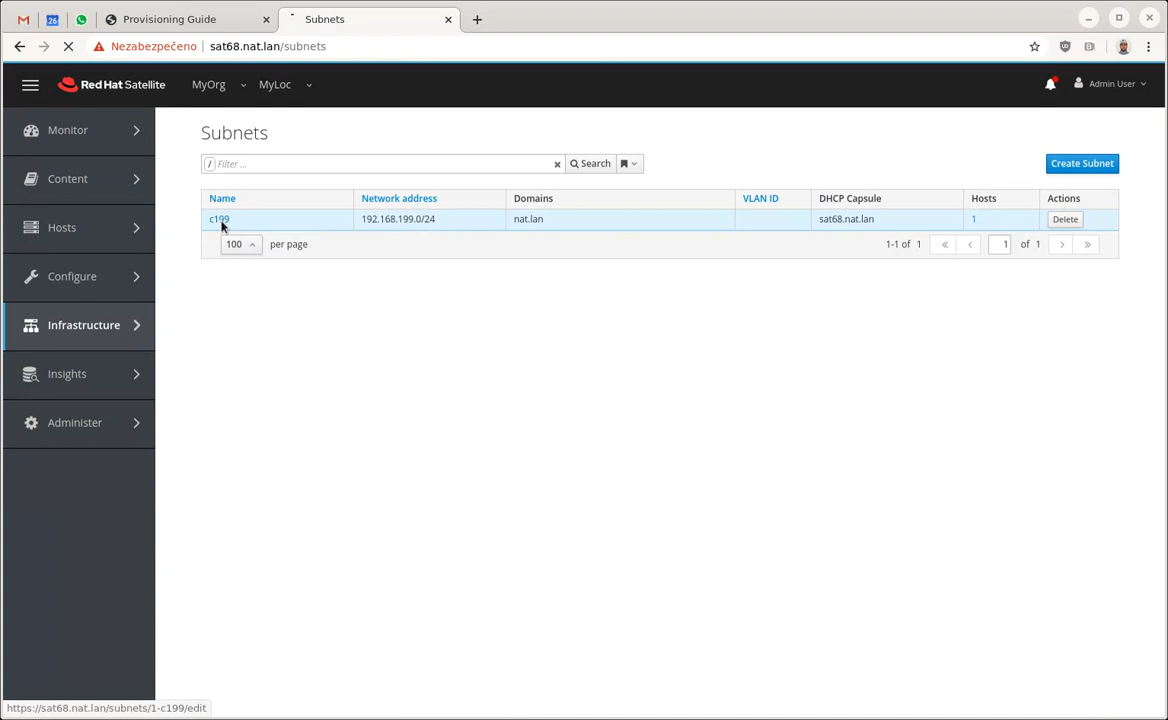 Provisioning Guide
Subnets
26
Nezabezpečeno sat68.nat.lan/subnets
Red Hat Satellite MyOrg MyLoc Admin User
Monitor
Content
Hosts
Configure
Infrastructure
Insights
Administer
Subnets
/ Filter ... Search Create Subnet
Name Network address Domains VLAN ID DHCP Capsule Hosts Actions
c199 192.168.199.0/24 nat.lan sat68.nat.lan 1 Delete
100 per page 1-1 of 1 1 of 1
https://sat68.nat.lan/subnets/1-c199/edit